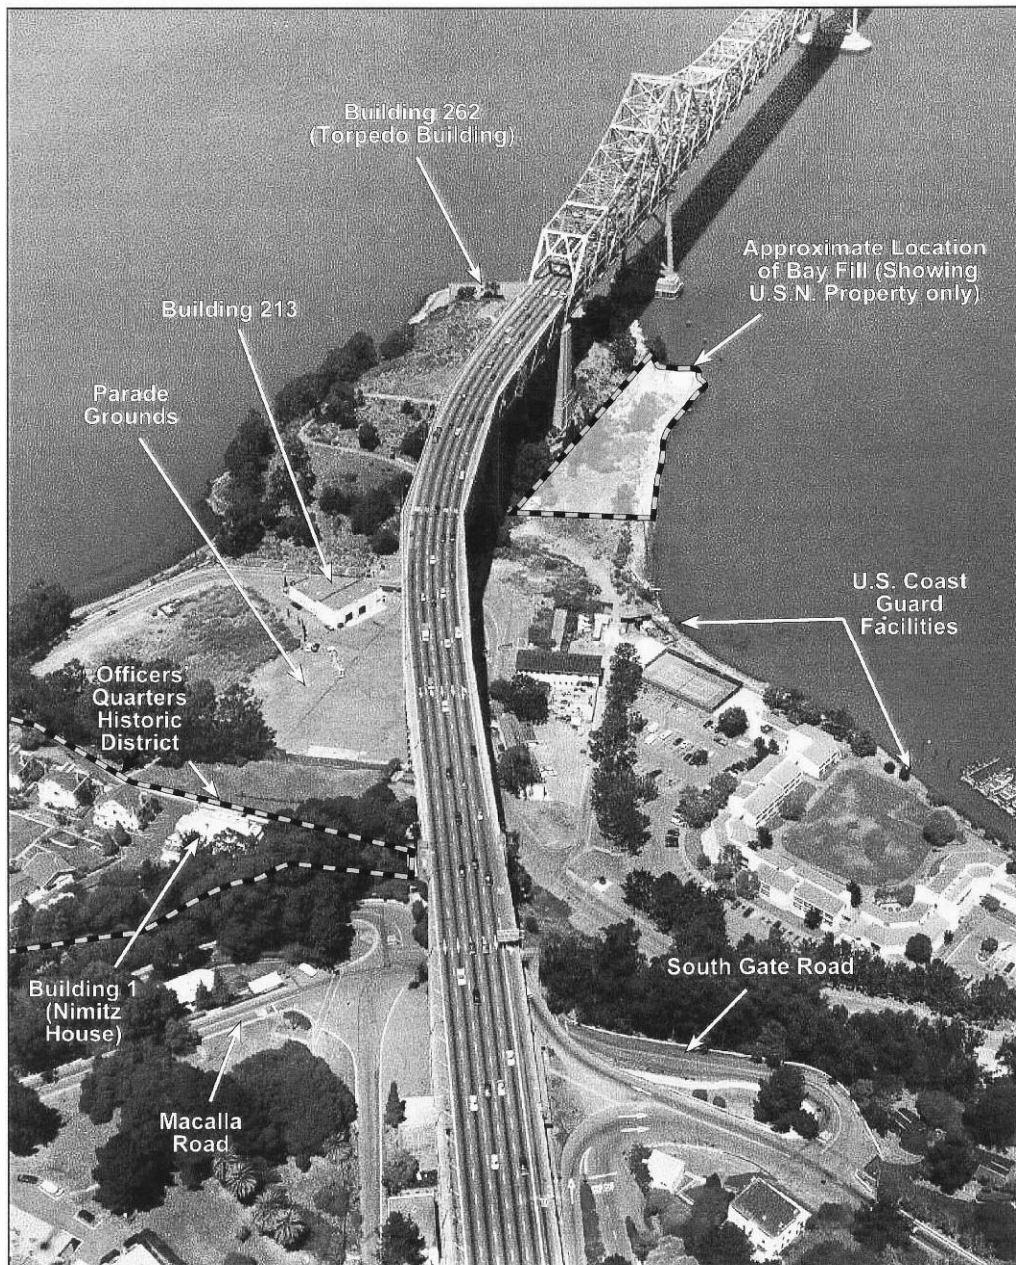 Building 262
(Torpedo Building)
Approximate Location
of Bay Fill (Showing
U.S.N. Property only)
Building 213
Parade
Grounds
U.S. Coast
Guard
Facilities
Officers'
Quarters
Historic
District
South Gate Road
Building 1
(Nimitz
House)
Macalla
Road